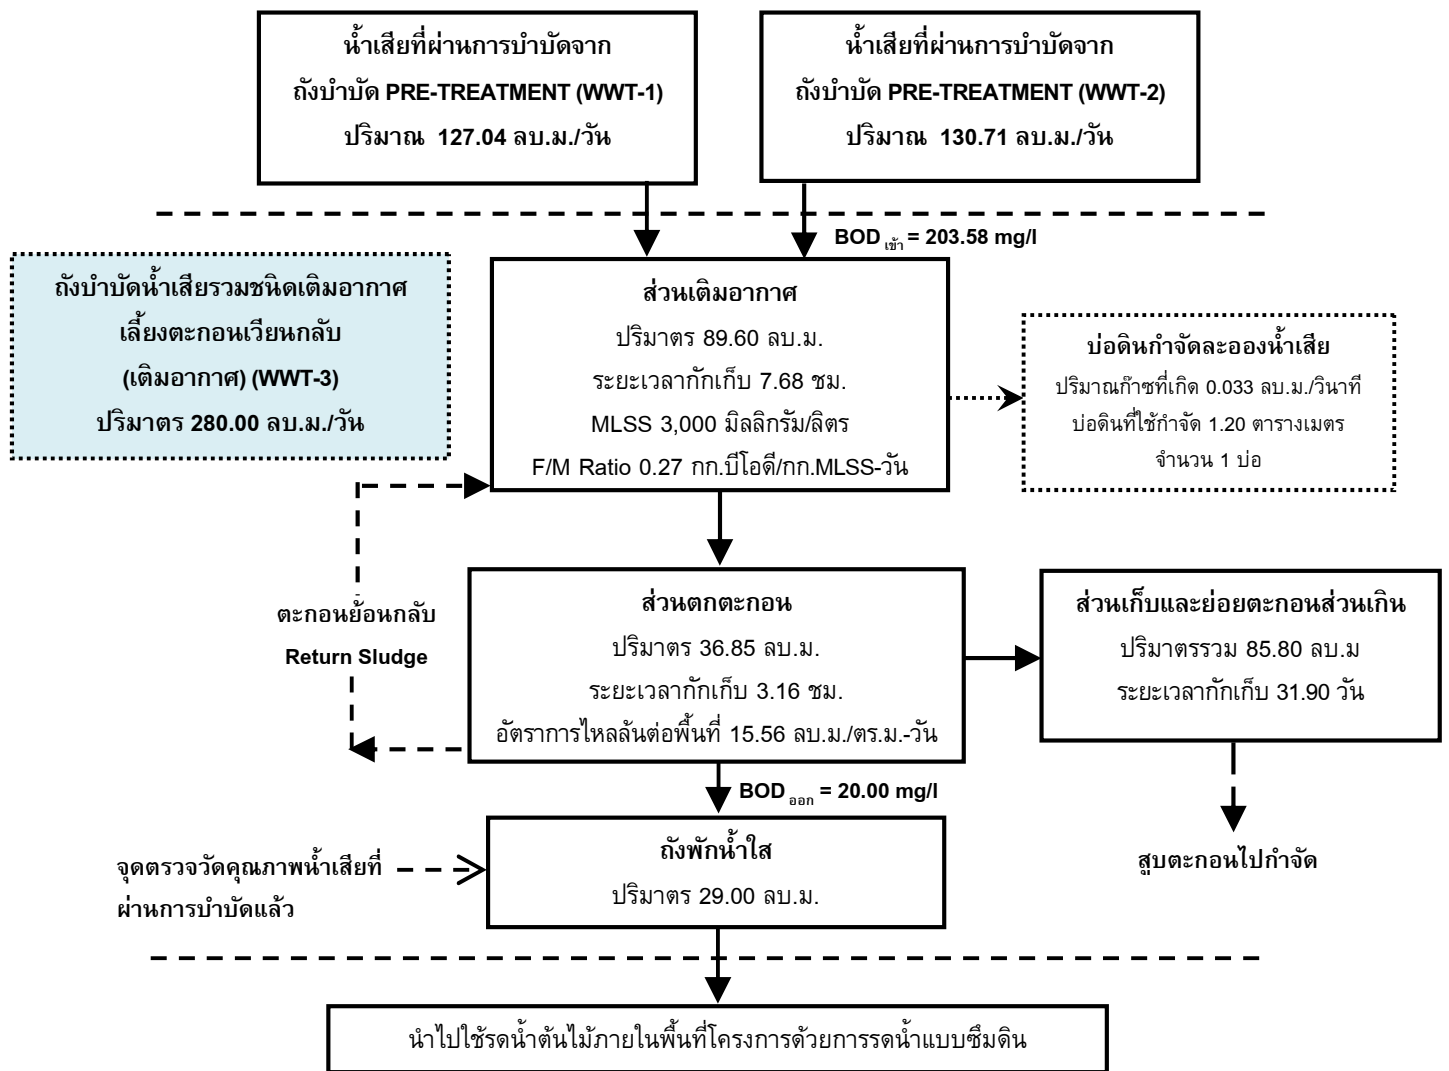 น้ำเสียที่ผ่านการบำบัดจาก
ถังบำบัด PRE-TREATMENT (WWT-1)
ปริมาณ 127.04 ลบ.ม./วัน
น้ำเสียที่ผ่านการบำบัดจาก
ถังบำบัด PRE-TREATMENT (WWT-2)
ปริมาณ 130.71 ลบ.ม./วัน
BOD เข้า = 203.58 mg/l
ถังบำบัดน้ำเสียรวมชนิดเติมอากาศ
เลี้ยงตะกอนเวียนกลับ
(เติมอากาศ) (WWT-3)
ปริมาตร 280.00 ลบ.ม./วัน
ส่วนเติมอากาศ
ปริมาตร 89.60 ลบ.ม.
ระยะเวลากักเก็บ 7.68 ชม.
MLSS 3,000 มิลลิกรัม/ลิตร
F/M Ratio 0.27 กก.บีโอดี/กก.MLSS-วัน
บ่อดินกำจัดละอองน้ำเสีย
ปริมาณก๊าซที่เกิด 0.033 ลบ.ม./วินาที
บ่อดินที่ใช้กำจัด 1.20 ตารางเมตร
จำนวน 1 บ่อ
ตะกอนย้อนกลับ
Return Sludge
ส่วนตกตะกอน
ปริมาตร 36.85 ลบ.ม.
ระยะเวลากักเก็บ 3.16 ชม.
อัตราการไหลล้นต่อพื้นที่ 15.56 ลบ.ม./ตร.ม.-วัน
ส่วนเก็บและย่อยตะกอนส่วนเกิน
ปริมาตรรวม 85.80 ลบ.ม
ระยะเวลากักเก็บ 31.90 วัน
BOD ออก = 20.00 mg/l
สูบตะกอนไปกำจัด
จุดตรวจวัดคุณภาพน้ำเสียที่
ผ่านการบำบัดแล้ว
ถังพักน้ำใส
ปริมาตร 29.00 ลบ.ม.
นำไปใช้รดน้ำต้นไม้ภายในพื้นที่โครงการด้วยการรดน้ำแบบซึมดิน